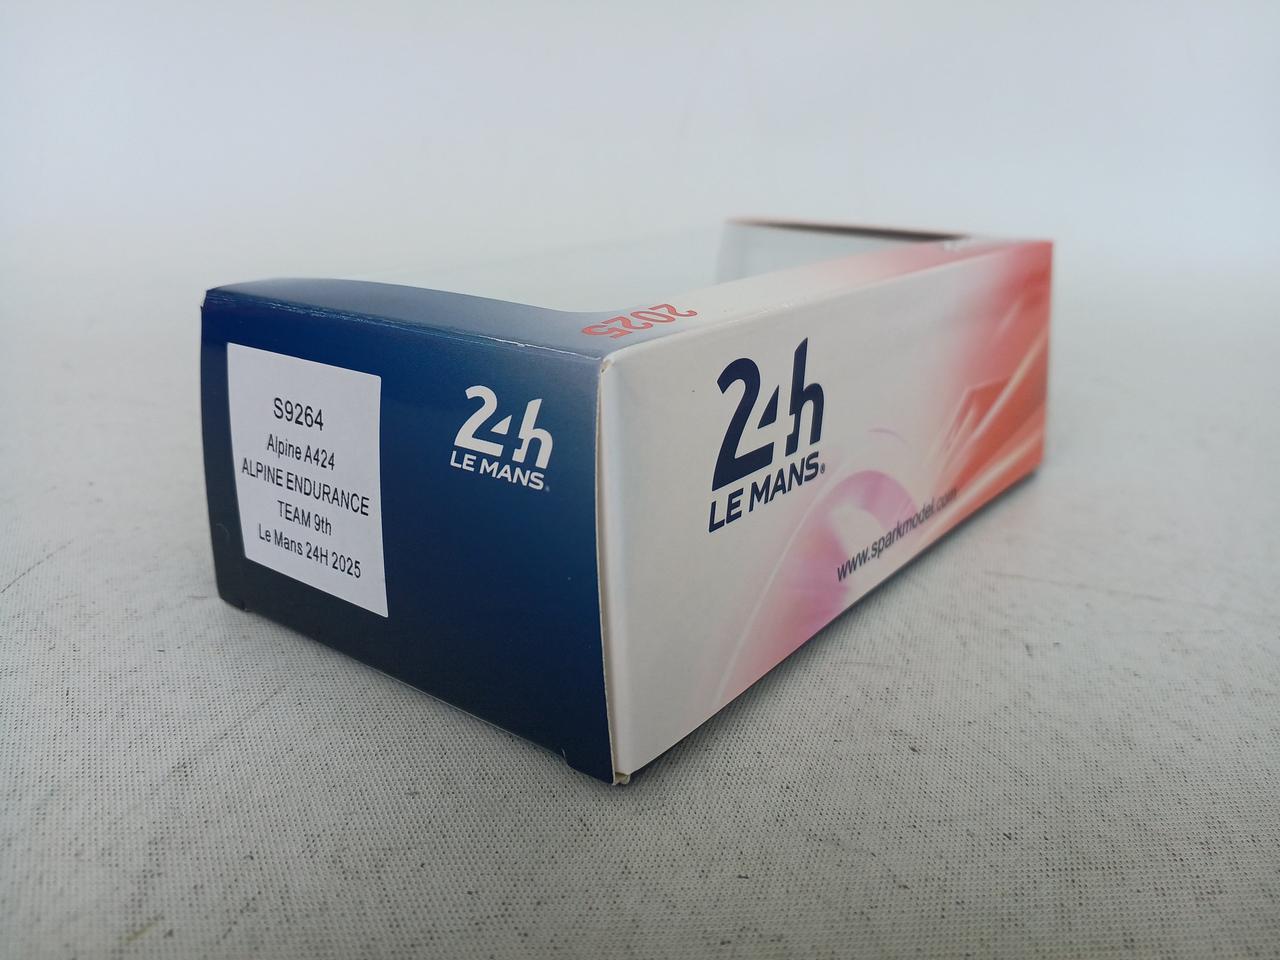 S9264
Alpine A424
ALPINE ENDURANCE
TEAM 9th
Le Mans 24H 2025
24h
LE MANS
2025
24h
LE MANS
www.sparkmodel.com